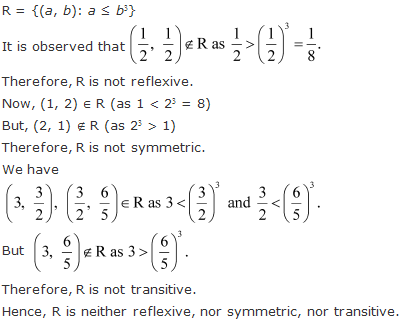 R = {(a, b): a ≤ b³}
It is observed that (1/2, 1/2) ∉ R as 1/2 > (1/2)³ = 1/8.
Therefore, R is not reflexive.
Now, (1, 2) ∈ R (as 1 < 2³ = 8)
But, (2, 1) ∉ R (as 2³ > 1)
Therefore, R is not symmetric.
We have
(3, 3/2), (3/2, 6/5) ∈ R as 3 < (3/2)³ and 3/2 < (6/5)³.
But (3, 6/5) ∉ R as 3 > (6/5)³.
Therefore, R is not transitive.
Hence, R is neither reflexive, nor symmetric, nor transitive.